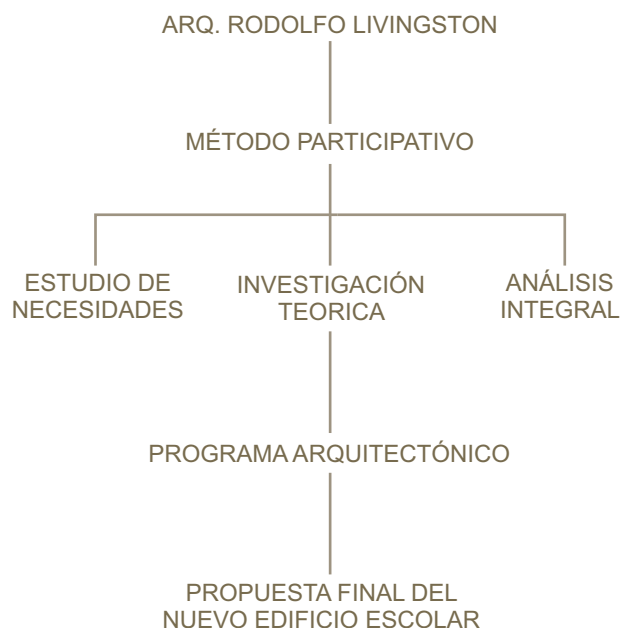 ARQ. RODOLFO LIVINGSTON
MÉTODO PARTICIPATIVO
ESTUDIO DE
NECESIDADES
INVESTIGACIÓN
TEORICA
ANÁLISIS
INTEGRAL
PROGRAMA ARQUITECTÓNICO
PROPUESTA FINAL DEL
NUEVO EDIFICIO ESCOLAR